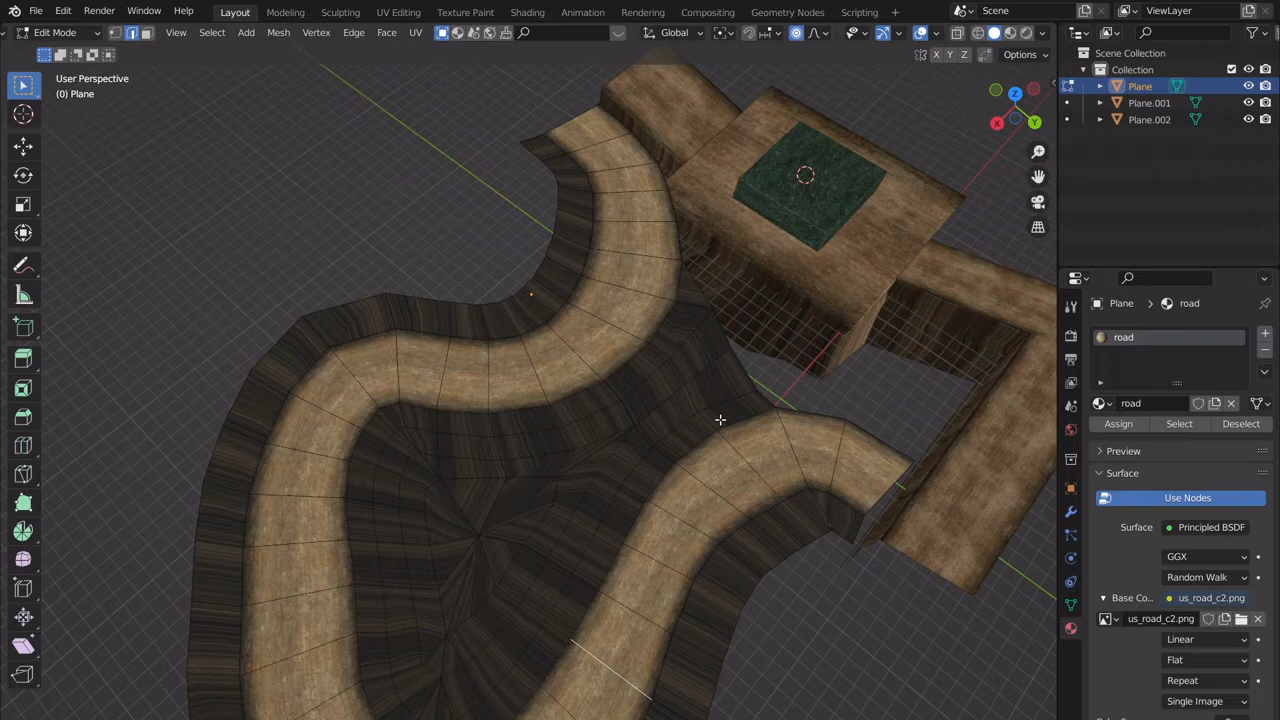 File Edit Render Window Help Layout Modeling Sculpting UV Editing Texture Paint Shading Animation Rendering Compositing Geometry Nodes Scripting + Scene ViewLayer
Edit Mode View Select Add Mesh Vertex Edge Face UV Global
X Y Z Options
User Perspective
(0) Plane
Z
X
Y
Scene Collection
Collection
Plane
Plane.001
Plane.002
Plane > road
road
road
Assign Select Deselect
Preview
Surface
Use Nodes
Surface Principled BSDF
GGX
Random Walk
Base Co... us_road_c2.png
us_road_c2.png
Linear
Flat
Repeat
Single Image